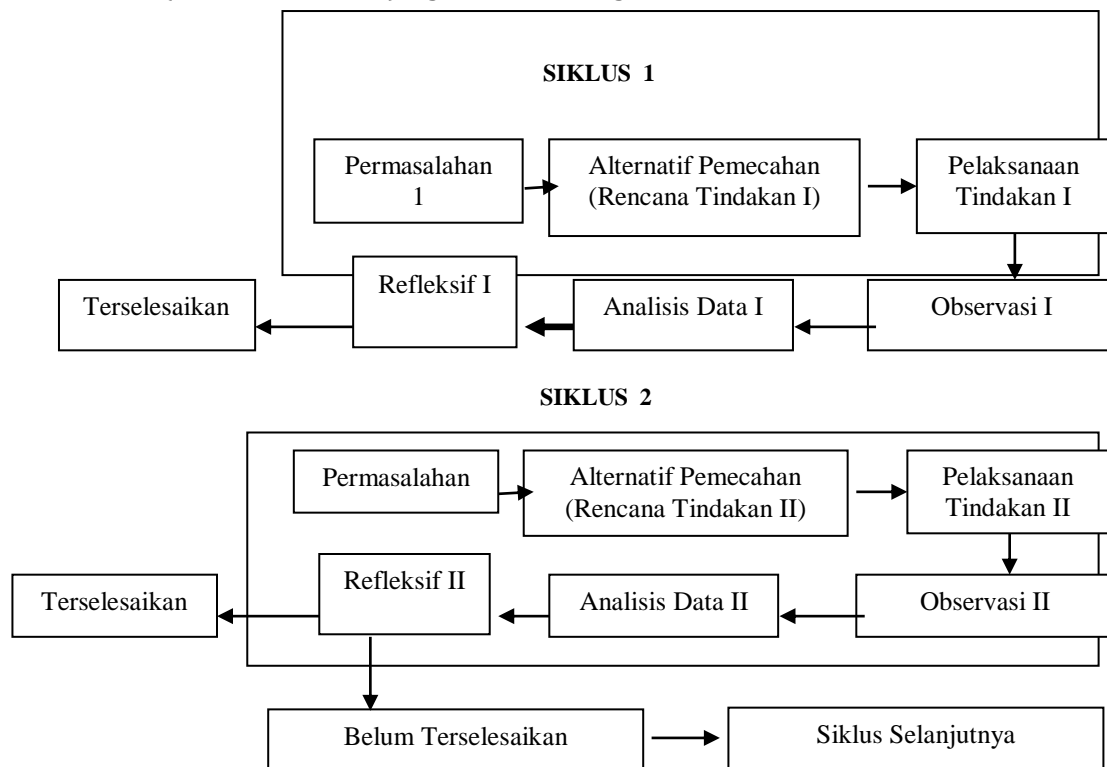 SIKLUS 1
Permasalahan
1
Alternatif Pemecahan
(Rencana Tindakan I)
Pelaksanaan
Tindakan I
Terselesaikan
Refleksif I
Analisis Data I
Observasi I
SIKLUS 2
Permasalahan
Alternatif Pemecahan
(Rencana Tindakan II)
Pelaksanaan
Tindakan II
Terselesaikan
Refleksif II
Analisis Data II
Observasi II
Belum Terselesaikan
Siklus Selanjutnya